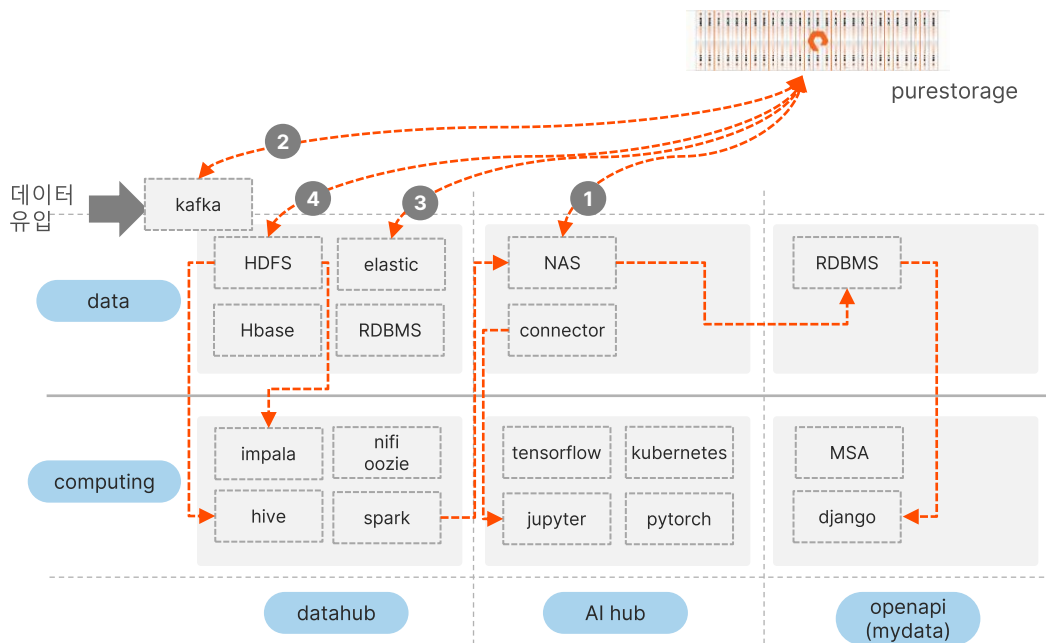 purestorage
2
4
3
1
데이터
유입
kafka
HDFS
elastic
NAS
RDBMS
data
Hbase
RDBMS
connector
impala
nifi
oozie
tensorflow
kubernetes
MSA
computing
hive
spark
jupyter
pytorch
django
datahub
AI hub
openapi
(mydata)